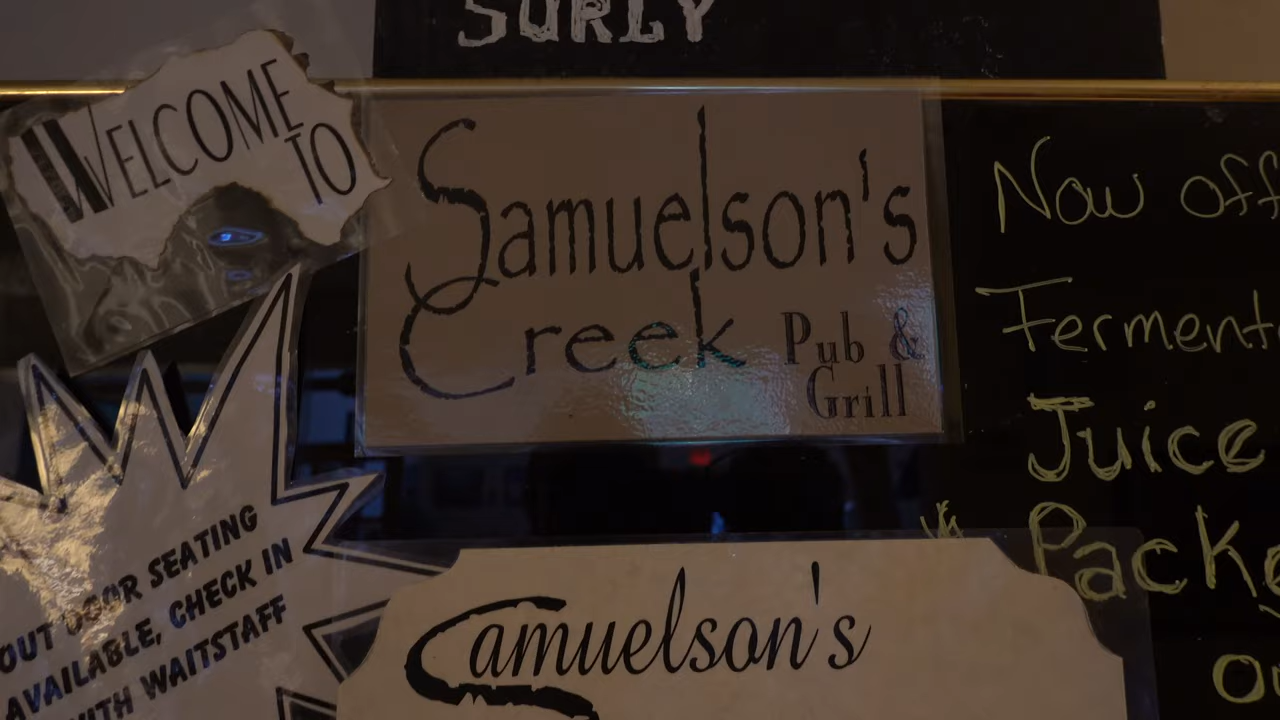 SURLY
WELCOME
TO
Samuelson's
Creek Pub &
Grill
Now off
Ferment
Juice
Packe
OUT DOOR SEATING
AVAILABLE, CHECK IN
WITH WAITSTAFF
Samuelson's